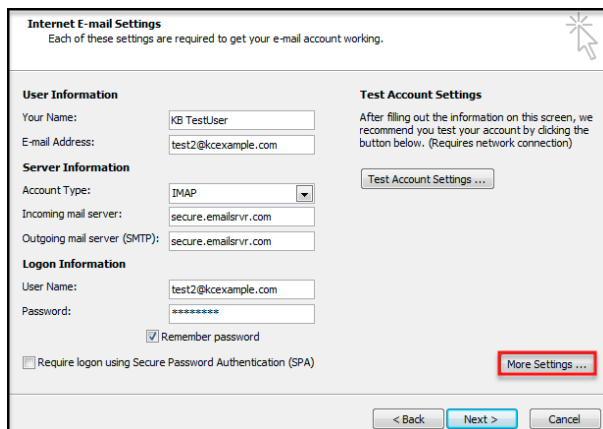 Internet E-mail Settings
Each of these settings are required to get your e-mail account working.
User Information
Your Name: KB TestUser
E-mail Address: test2@kcexample.com
Server Information
Account Type: IMAP
Incoming mail server: secure.emailsrvr.com
Outgoing mail server (SMTP): secure.emailsrvr.com
Logon Information
User Name: test2@kcexample.com
Password: ********
Remember password
Require logon using Secure Password Authentication (SPA)
Test Account Settings
After filling out the information on this screen, we
recommend you test your account by clicking the
button below. (Requires network connection)
Test Account Settings ...
More Settings ...
< Back
Next >
Cancel